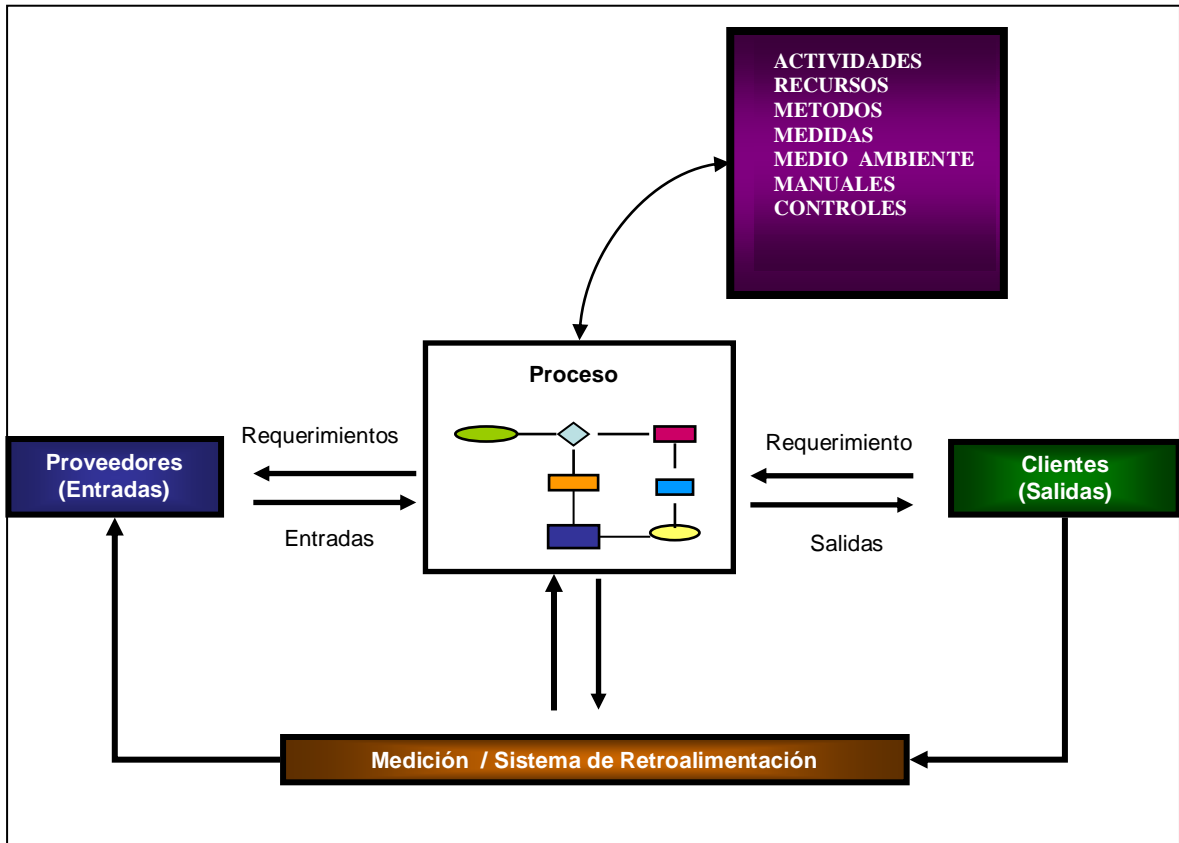 ACTIVIDADES
RECURSOS
METODOS
MEDIDAS
MEDIO AMBIENTE
MANUALES
CONTROLES
Proceso
Requerimientos
Requerimiento
Proveedores
(Entradas)
Clientes
(Salidas)
Entradas
Salidas
Medición / Sistema de Retroalimentación